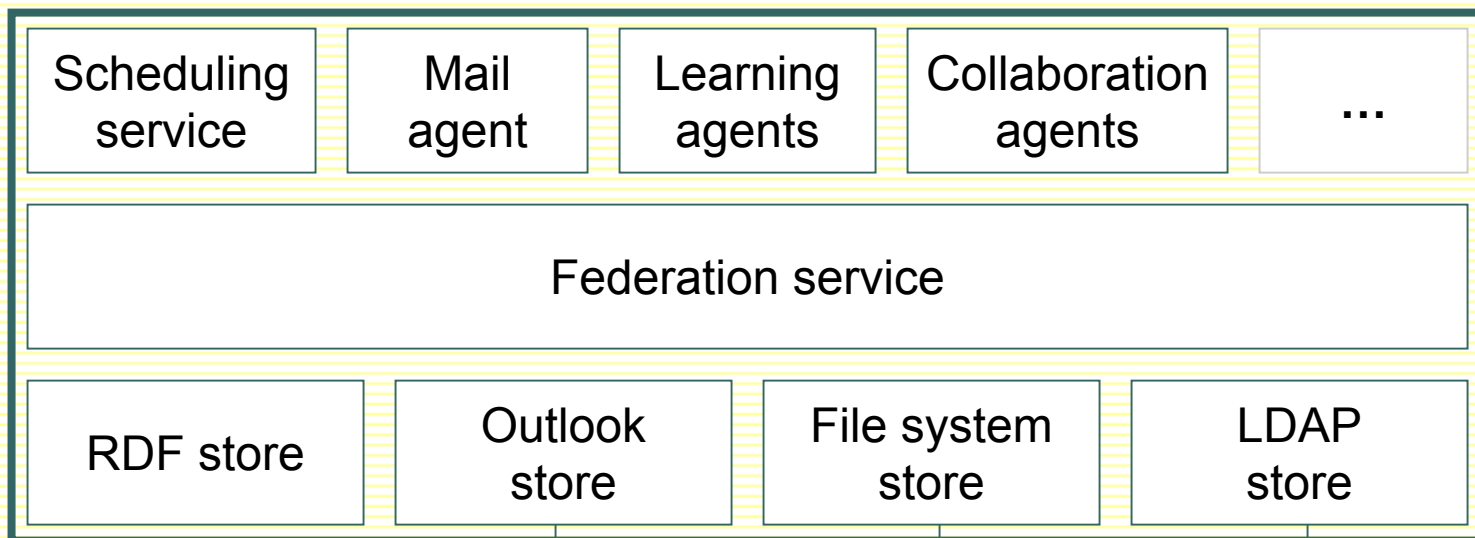 Scheduling
service
Mail
agent
Learning
agents
Collaboration
agents
...
Federation service
RDF store
Outlook
store
File system
store
LDAP
store